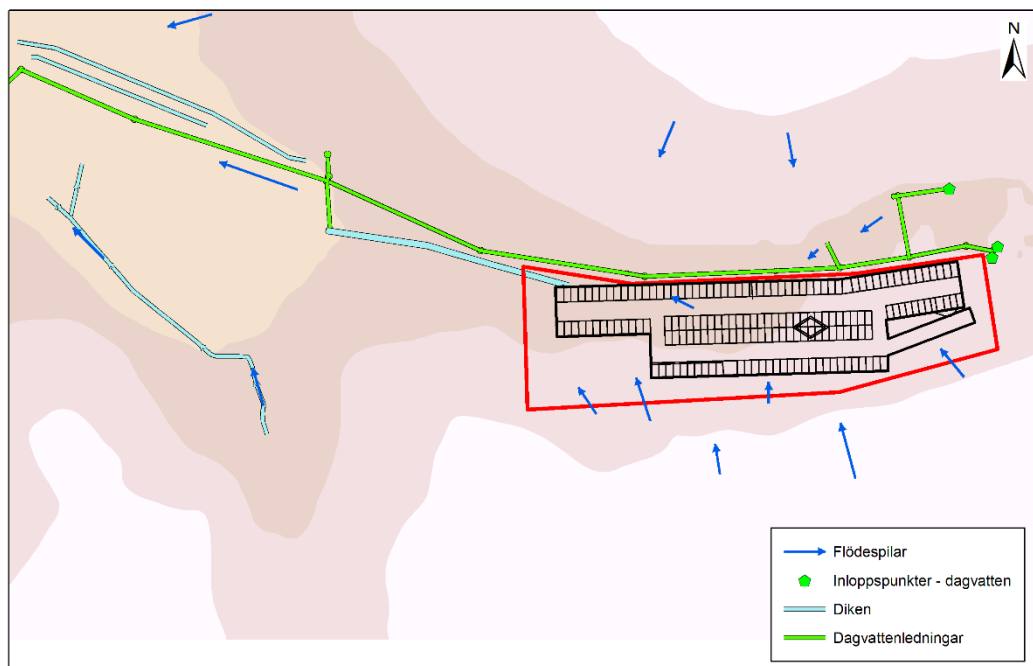 N
Flödespilar
Inloppspunkter - dagvatten
Diken
Dagvattenledningar